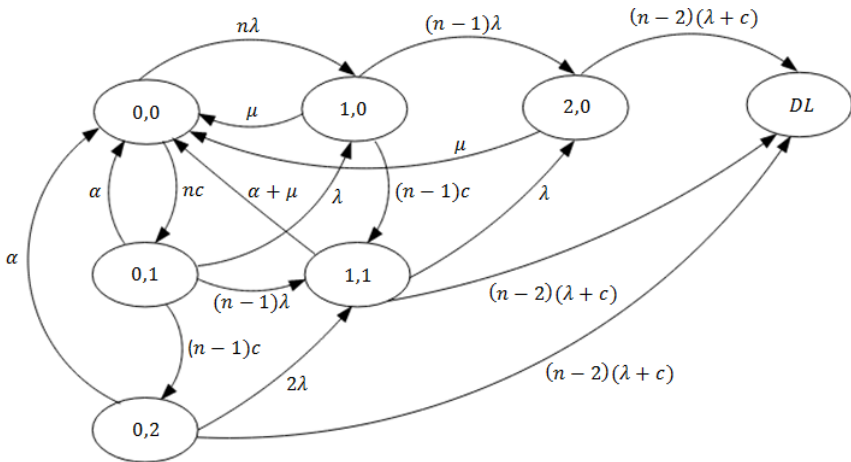 nλ
(n − 1)λ
(n − 2)(λ + c)
0,0
μ
1,0
2,0
DL
μ
α
nc
α + μ
λ
(n − 1)c
λ
α
0,1
1,1
(n − 1)λ
(n − 2)(λ + c)
(n − 1)c
2λ
(n − 2)(λ + c)
0,2